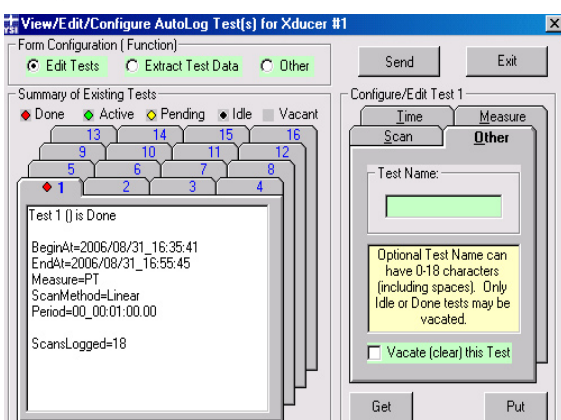 YSI View/Edit/Configure AutoLog Test(s) for Xducer #1
Form Configuration ( Function)
Edit Tests Extract Test Data Other
Send Exit
Summary of Existing Tests
Done Active Pending Idle Vacant
13 14 15 16
9 10 11 12
5 6 7 8
1 2 3 4
Test 1 () is Done
BeginAt=2006/08/31_16:35:41
EndAt=2006/08/31_16:55:45
Measure=PT
ScanMethod=Linear
Period=00_00:01:00.00
ScansLogged=18
Configure/Edit Test 1
Time Measure
Scan Other
Test Name:
Optional Test Name can
have 0-18 characters
(including spaces). Only
Idle or Done tests may be
vacated.
Vacate (clear) this Test
Get Put